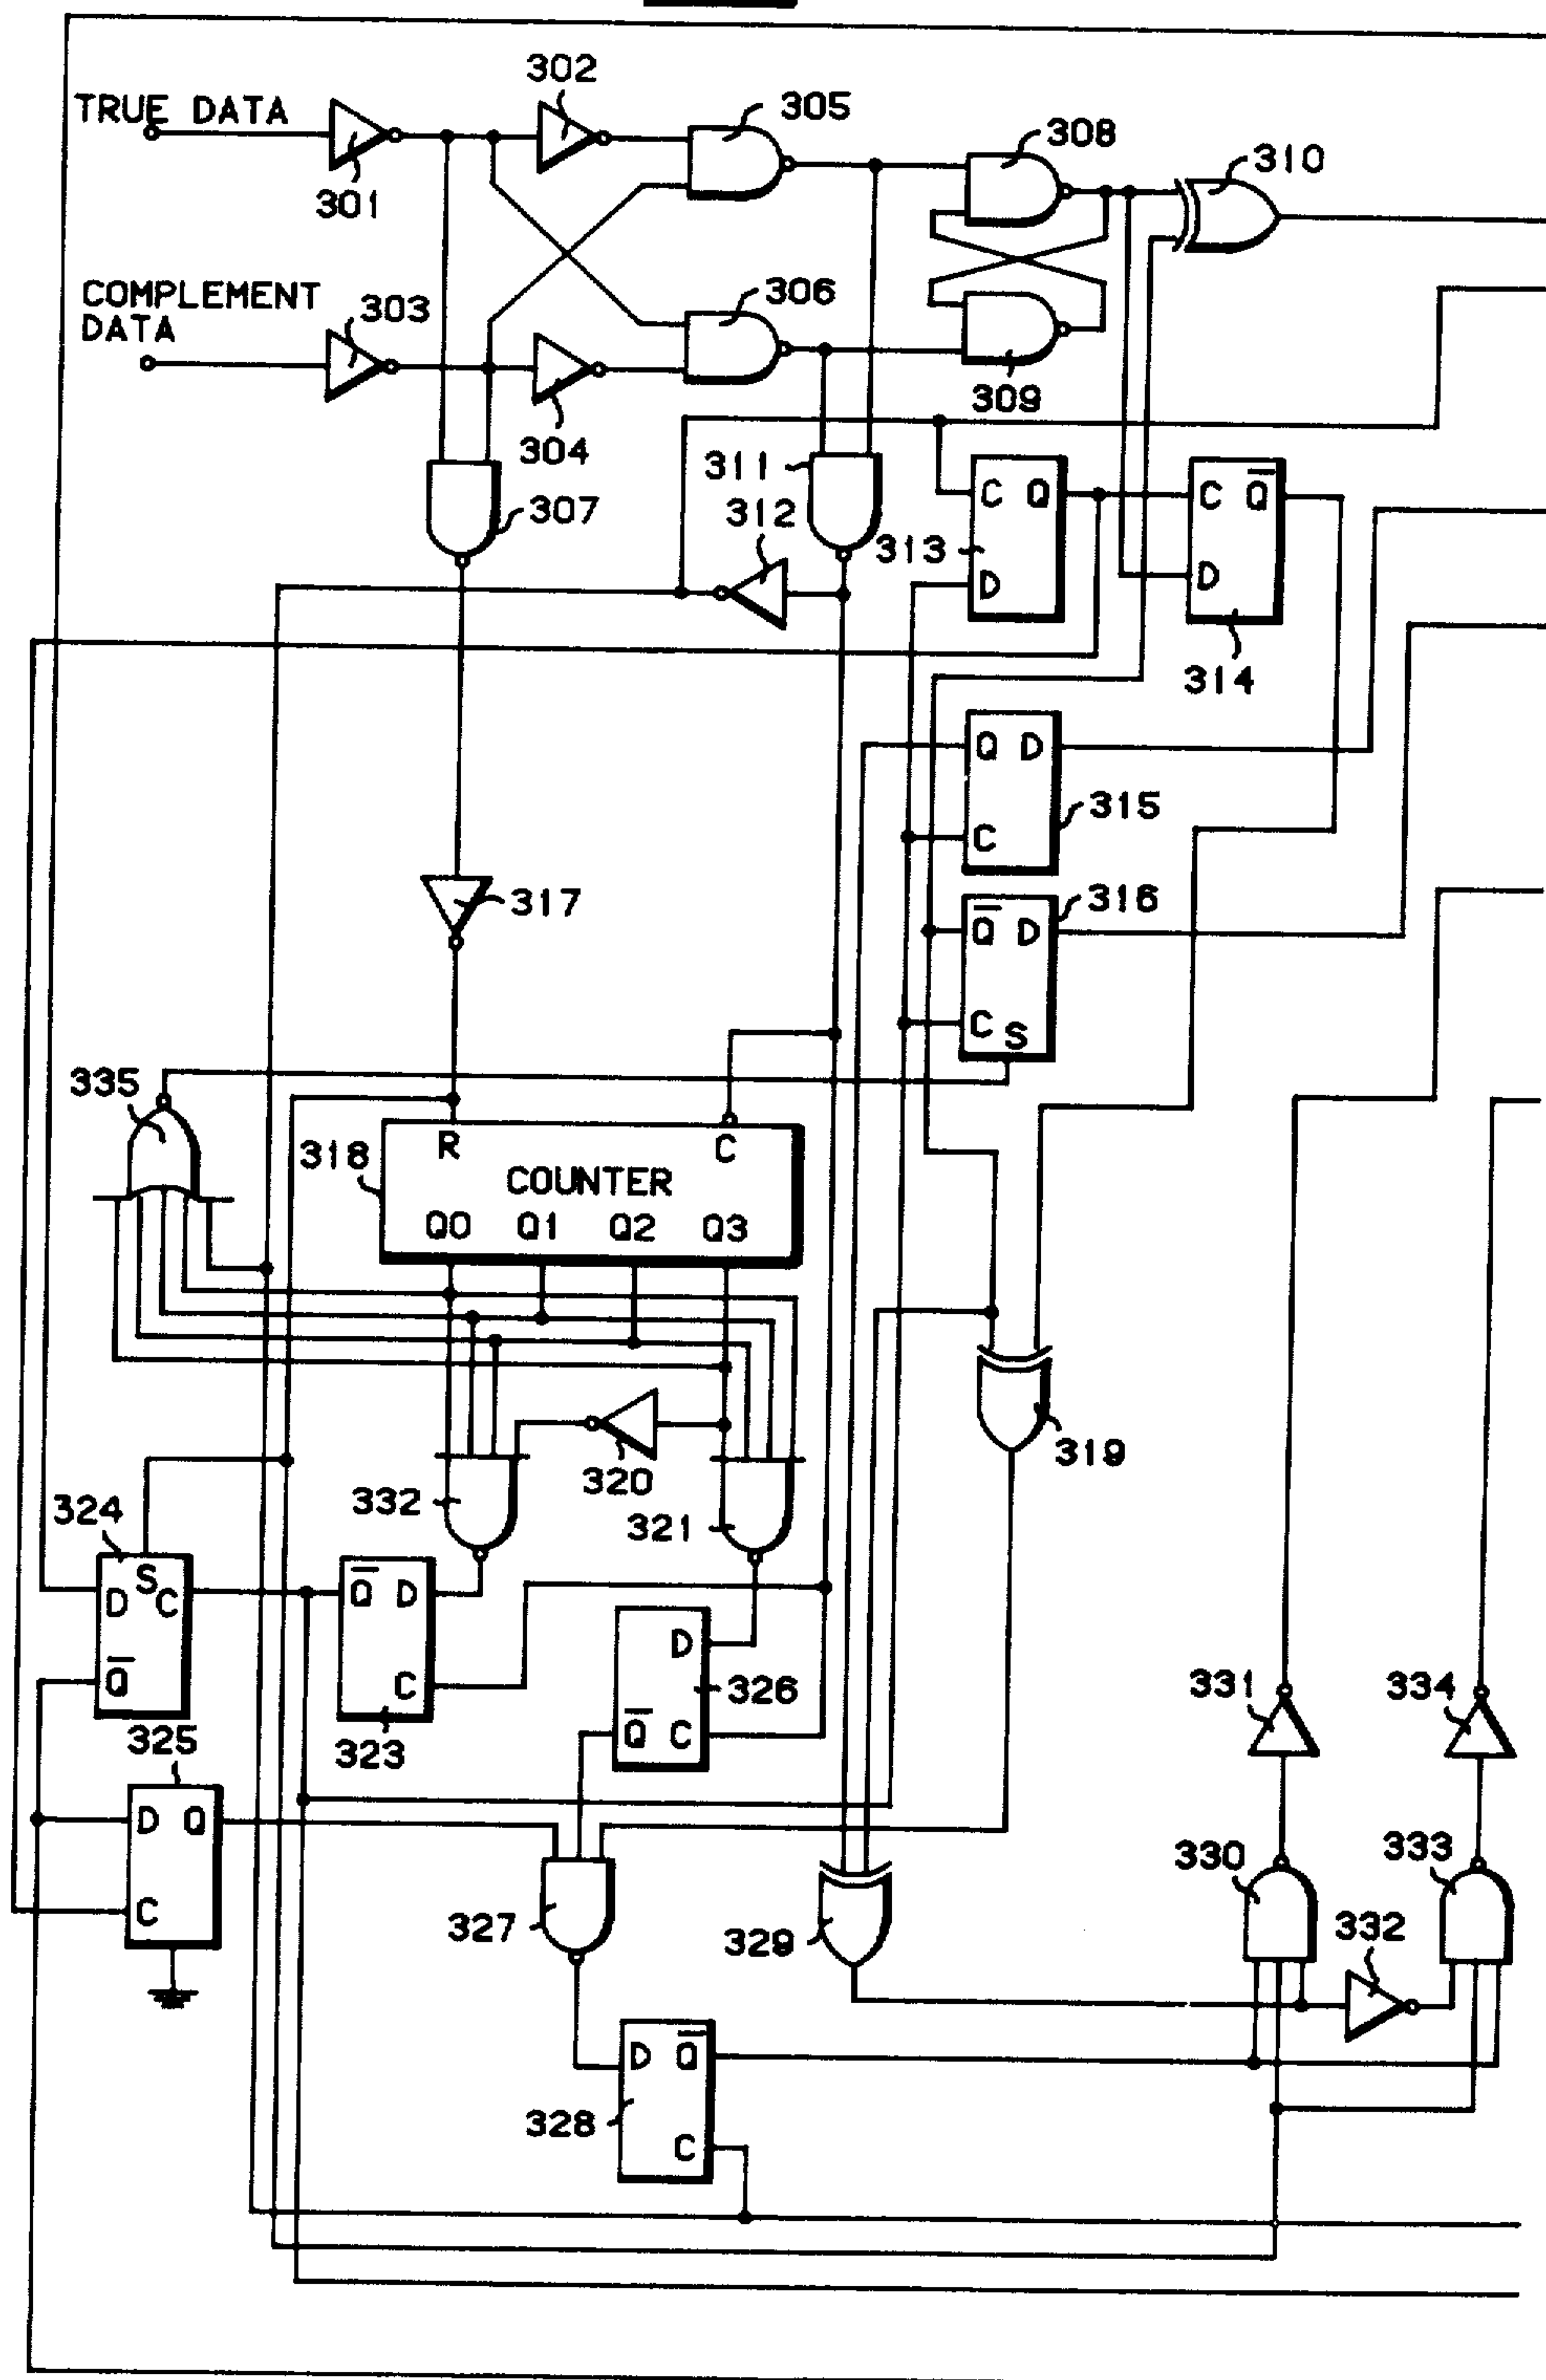 302
305
308
310
TRUE DATA
301
COMPLEMENT
DATA
303
306
309
304
311
307
312
C Q
C Q̅
313
D
D
314
Q D
315
C
317
316
Q̅ D
C S
335
318
R C
COUNTER
Q0 Q1 Q2 Q3
319
320
332
321
324
S
D C
Q̅ D
D
Q̅
C
326
331
334
325
323
Q̅ C
D Q
330
333
C
327
329
332
D Q̅
328
C